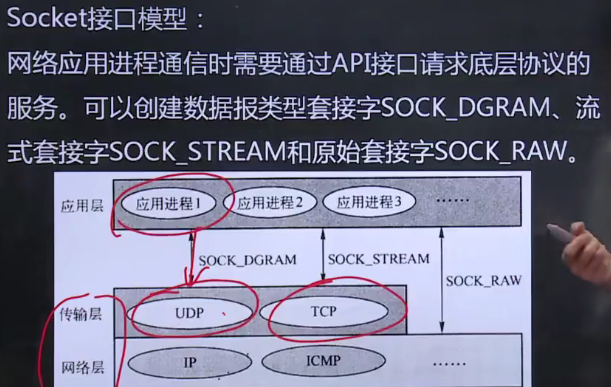 Socket接口模型：
网络应用进程通信时需要通过API接口请求底层协议的
服务。可以创建数据报类型套接字SOCK_DGRAM、流
式套接字SOCK_STREAM和原始套接字SOCK_RAW。
应用层 应用进程1 应用进程2 应用进程3 ……
SOCK_DGRAM SOCK_STREAM
SOCK_RAW
传输层 UDP TCP
网络层 IP ICMP ……